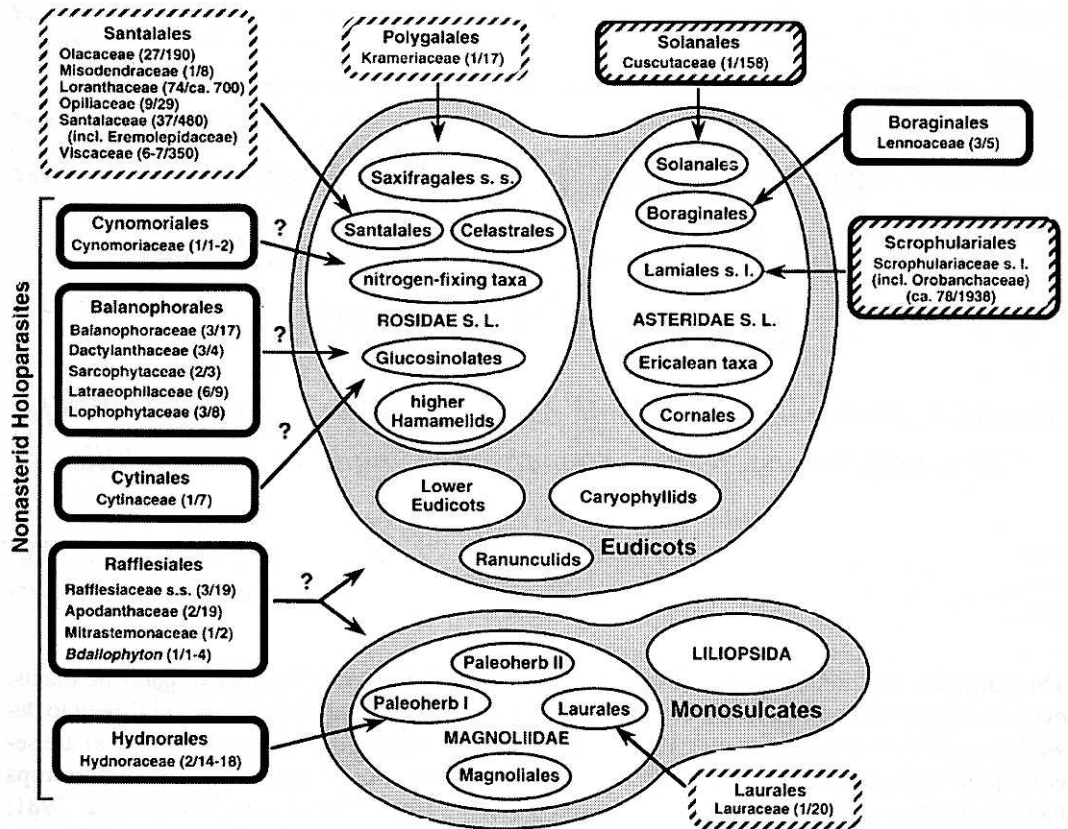 Santalales
Olacaceae (27/190)
Misodendraceae (1/8)
Loranthaceae (74/ca. 700)
Opiliaceae (9/29)
Santalaceae (37/480)
(incl. Eremolepidaceae)
Viscaceae (6-7/350)
Polygalales
Krameriaceae (1/17)
Solanales
Cuscutaceae (1/158)
Boraginales
Lennoaceae (3/5)
Scrophulariales
Scrophulariaceae s. l.
(incl. Orobanchaceae)
(ca. 78/1938)
Nonasterid Holoparasites
Cynomoriales
Cynomoriaceae (1/1-2)
?
Balanophorales
Balanophoraceae (3/17)
Dactylanthaceae (3/4)
Sarcophytaceae (2/3)
Latraeophilaceae (6/9)
Lophophytaceae (3/8)
?
Cytinales
Cytinaceae (1/7)
?
Rafflesiales
Rafflesiaceae s.s. (3/19)
Apodanthaceae (2/19)
Mitrastemonaceae (1/2)
Bdallophyton (1/1-4)
?
Hydnorales
Hydnoraceae (2/14-18)
Saxifragales s. s.
Santalales
Celastrales
nitrogen-fixing taxa
ROSIDAE S. L.
Glucosinolates
higher
Hamamelids
Solanales
Boraginales
Lamiales s. l.
ASTERIDAE S. L.
Ericalean taxa
Cornales
Lower
Eudicots
Caryophyllids
Ranunculids
Eudicots
Paleoherb II
Paleoherb I
Laurales
MAGNOLIIDAE
Magnoliales
LILIOPSIDA
Monosulcates
Laurales
Lauraceae (1/20)